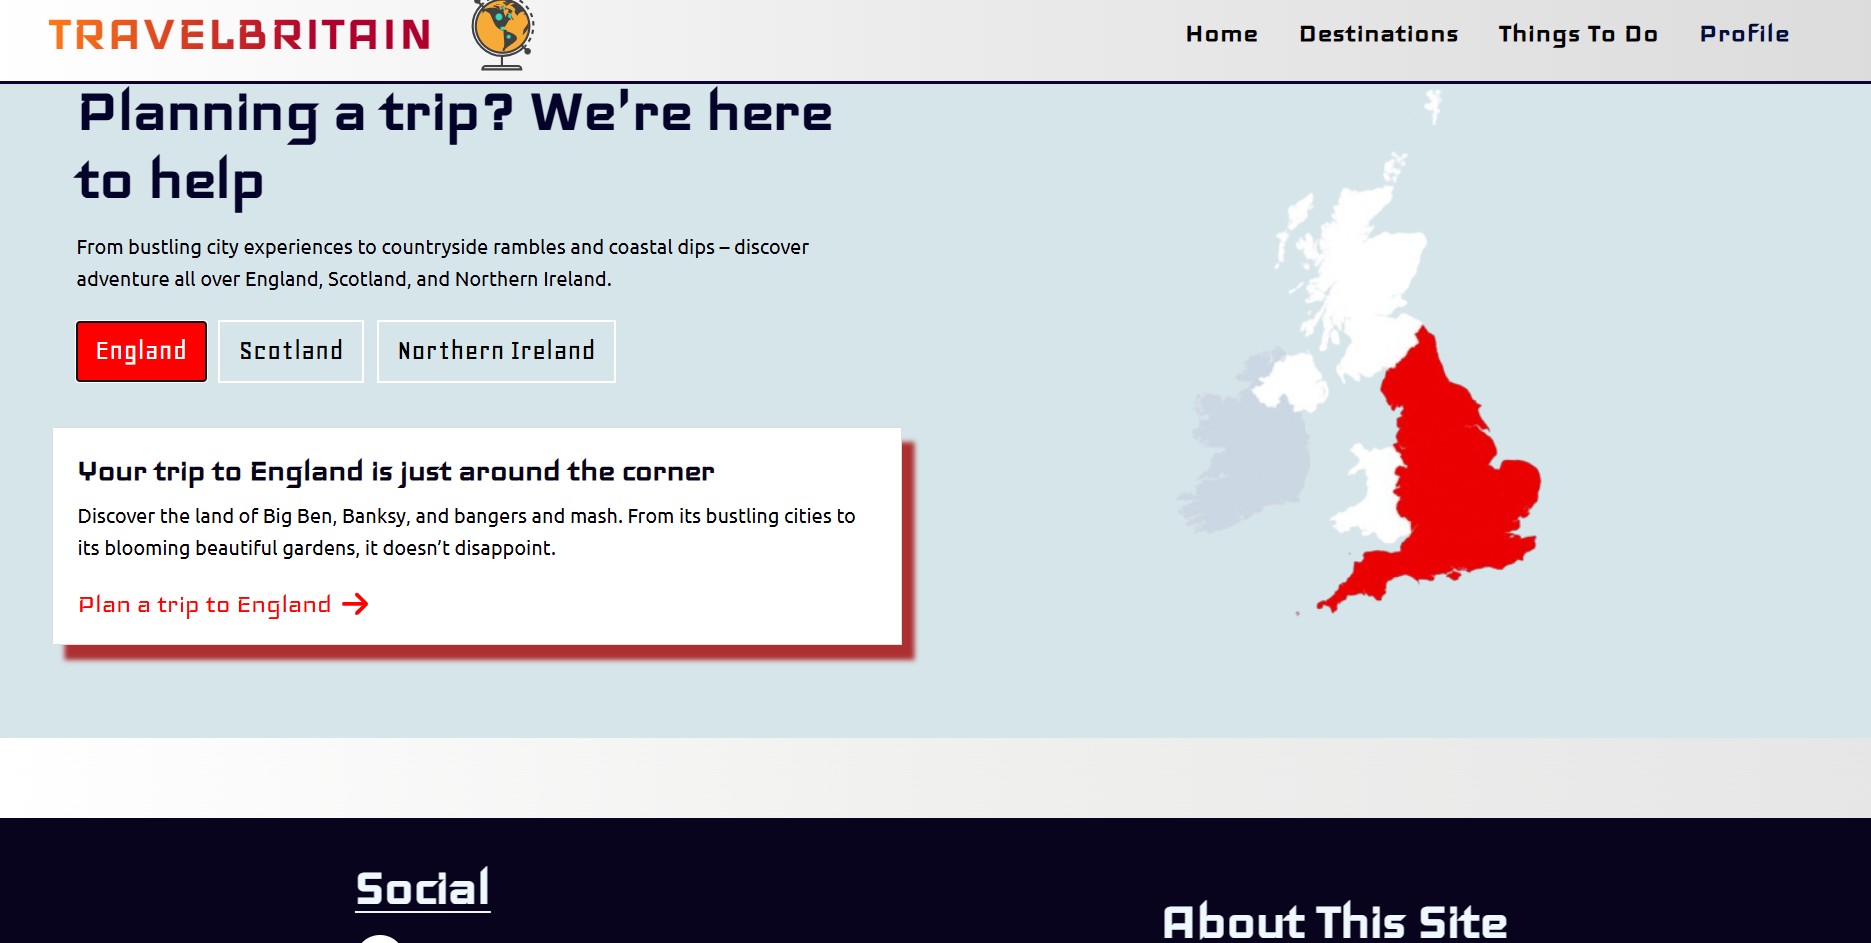 TRAVELBRITAIN
Home Destinations Things To Do Profile
Planning a trip? We're here
to help
From bustling city experiences to countryside rambles and coastal dips – discover
adventure all over England, Scotland, and Northern Ireland.
England Scotland Northern Ireland
Your trip to England is just around the corner
Discover the land of Big Ben, Banksy, and bangers and mash. From its bustling cities to
its blooming beautiful gardens, it doesn’t disappoint.
Plan a trip to England
Social
About This Site